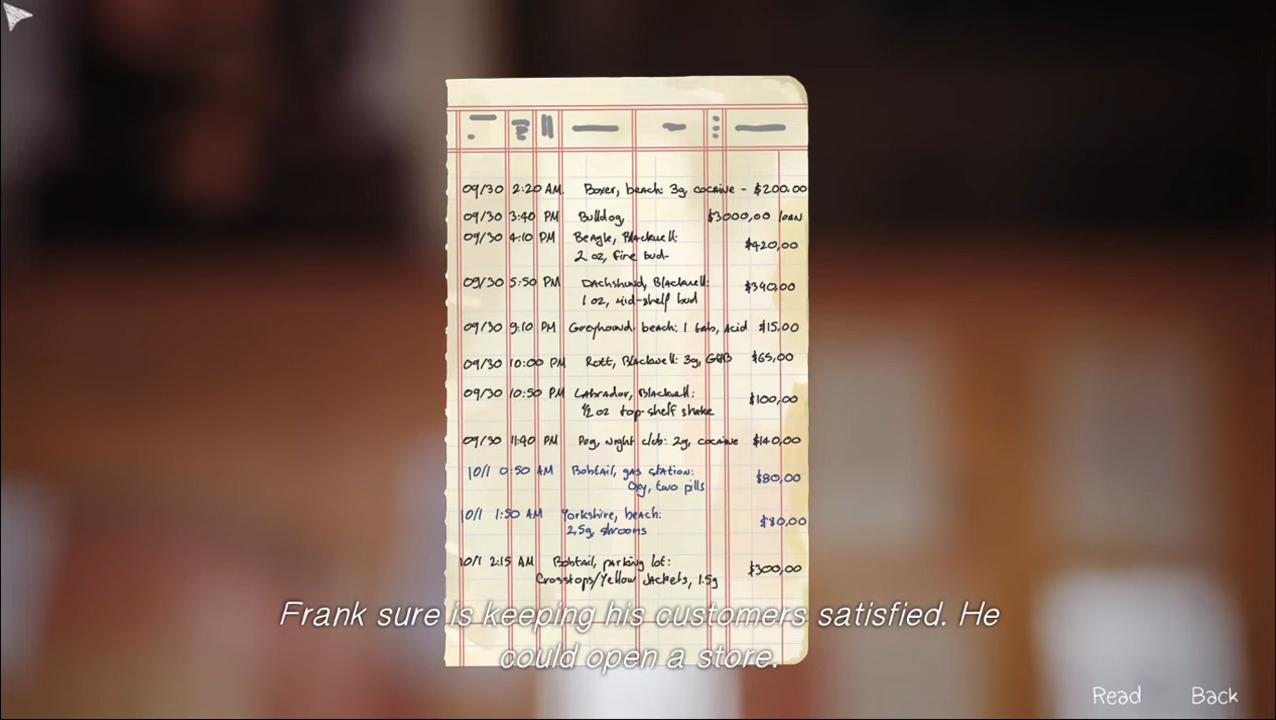 09/30 2:20 AM. Boxer, beach: 3g, cocaine - $200.00
09/30 3:40 PM Bulldog, $3000,00 loan
09/30 4:10 PM Beagle, Blackwell:
2 oz, fire bud- $420,00
09/30 5:50 PM Dachshund, Blackwell: $340,00
1 oz, mid-shelf bud
09/30 9:10 PM Greyhound. beach: 1 tab, acid $15.00
09/30 10:00 PM Rott, Blackwell: 3g, GHB $65,00
09/30 10:50 PM Labrador, Blackwell: $100,00
1/2 oz top-shelf shake
09/30 11:40 PM Pug, night club: 2g, cocaine $140,00
10/1 0:50 AM Bobtail, gas station: $80,00
Oxy, two pills
10/1 1:50 AM Yorkshire, beach: $80,00
2,5g, shrooms
10/1 2:15 AM Bobtail, parking lot: $300,00
Crosstops/Yellow Jackets, 1.5g
Frank sure is keeping his customers satisfied. He
could open a store.
Read Back